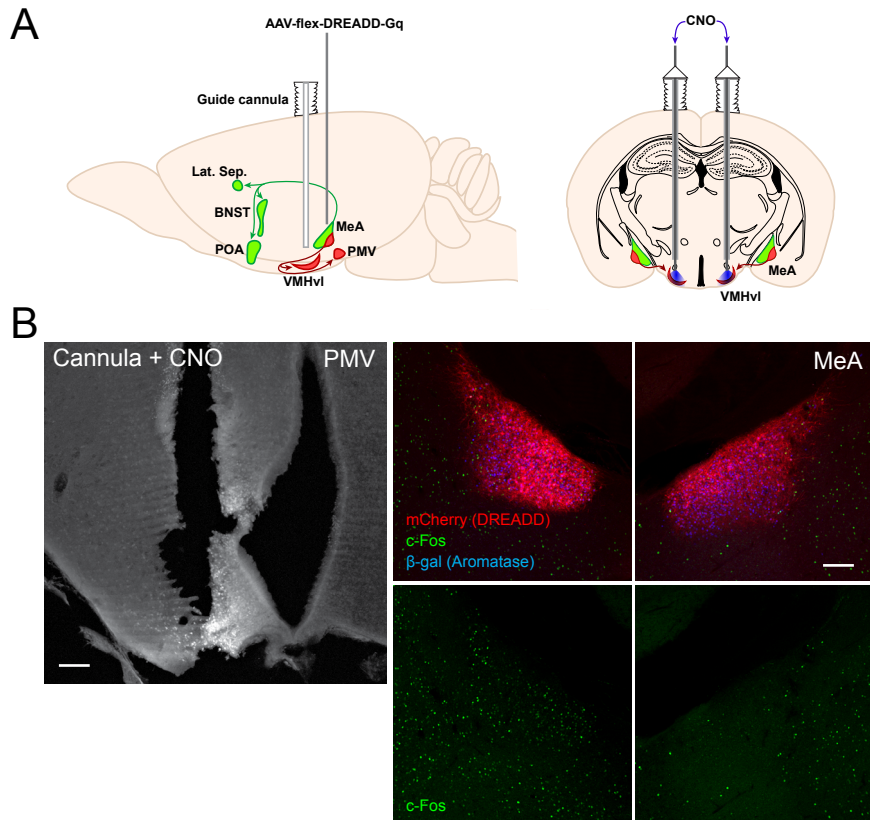 A
AAV-flex-DREADD-Gq
Guide cannula
Lat. Sep.
BNST
POA
MeA
PMV
VMHvl
CNO
MeA
VMHvl
B
Cannula + CNO
PMV
MeA
mCherry (DREADD)
c-Fos
β-gal (Aromatase)
c-Fos